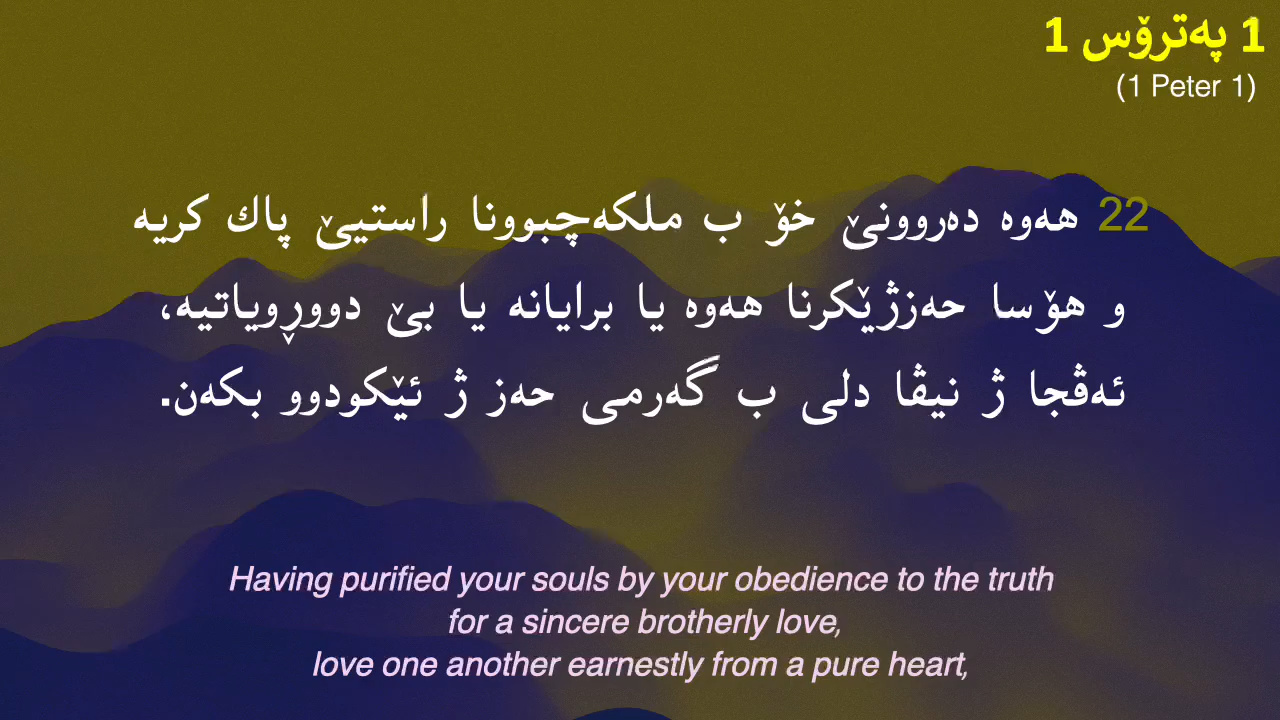 1 پەترۆس 1
(1 Peter 1)
22 هەوە دەروونێ خۆ ب ملکەچبوونا راستیێ پاك کریە
و هۆسا حەزژێکرنا هەوە یا برایانە یا بێ دووڕویاتیە،
ئەڤجا ژ نیڤا دلی ب گەرمی حەز ژ ئێکودوو بکەن.
Having purified your souls by your obedience to the truth
for a sincere brotherly love,
love one another earnestly from a pure heart,